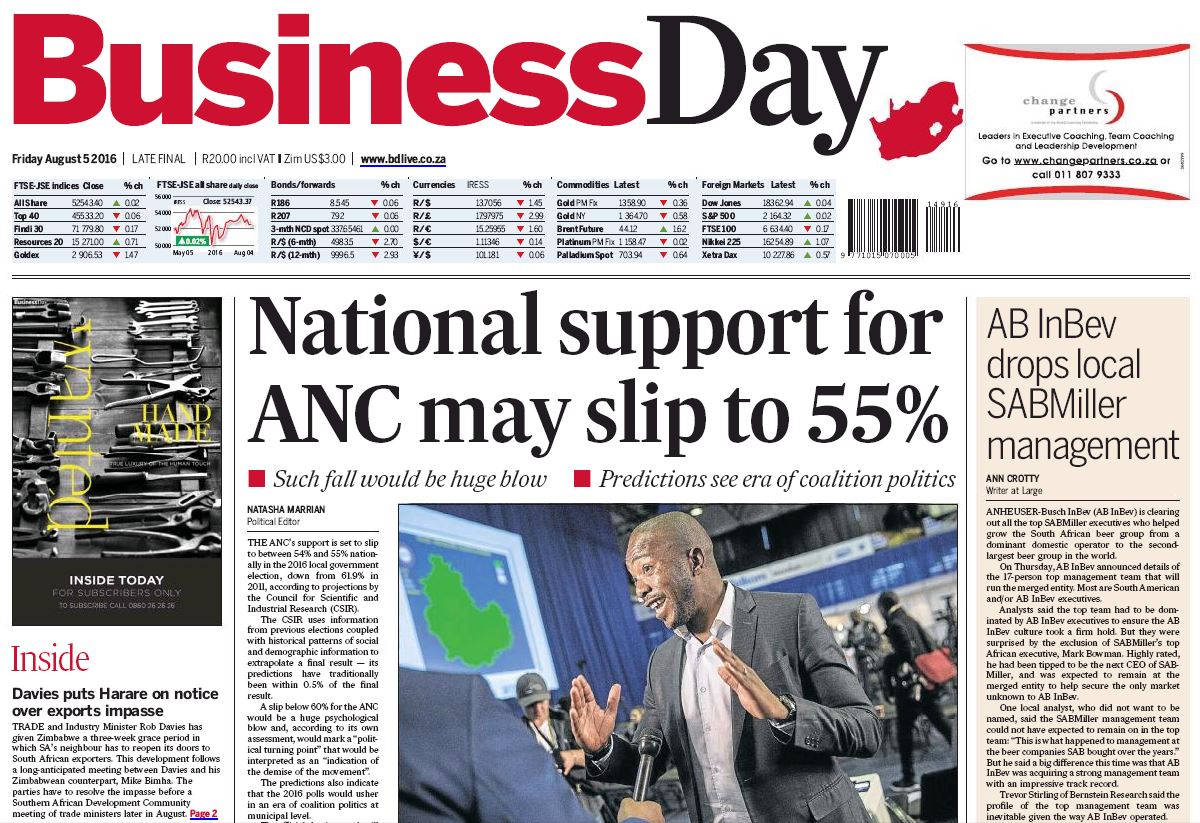 BusinessDay
change
partners
Leaders in Executive Coaching, Team Coaching
and Leadership Development
Go to www.changepartners.co.za or
call 011 807 9333
Friday August 5 2016 | LATE FINAL | R20.00 incl VAT | Zim US$3.00 | www.bdlive.co.za
FTSE-JSE indices Close % ch
All Share 52543.40 ▲ 0.02
Top 40 45533.20 ▼ 0.06
Findi 30 71 779.80 ▼ 0.17
Resources 20 15 271.00 ▲ 0.71
Goldex 2 906.53 ▼ 1.47
FTSE-JSE all share daily close
56000
IRESS Close: 52543.37
54000
52000
▲0.02%
50000
May 05 2016 Aug 04
Bonds/forwards % ch
R186 8.545 ▼ 0.06
R207 7.92 ▼ 0.06
3-mth NCD spot 337.65461 ▲ 0.00
R/$ (6-mth) 4983.5 ▼ 2.70
R/$ (12-mth) 9996.5 ▼ 2.93
Currencies IRESS % ch
R/$ 13.7056 ▼ 1.45
R/£ 17.97975 ▼ 2.99
R/€ 15.25955 ▼ 1.60
$/€ 1.11346 ▼ 0.14
¥/$ 101.181 ▼ 0.06
Commodities Latest % ch
Gold PM Fix 1358.90 ▼ 0.36
Gold NY 1 364.70 ▼ 0.58
Brent Future 44.12 ▲ 1.62
Platinum PM Fix 1 158.47 ▼ 0.02
Palladium Spot 703.94 ▼ 0.64
Foreign Markets Latest % ch
Dow Jones 18362.94 ▲ 0.04
S&P 500 2 164.32 ▲ 0.02
FTSE 100 6 634.40 ▼ 0.17
Nikkei 225 16254.89 ▲ 1.07
Xetra Dax 10 227.86 ▲ 0.57
14916
9 771015 070005
wanted
HAND
MADE
TRUE LUXURY OF THE HUMAN TOUCH
INSIDE TODAY
FOR SUBSCRIBERS ONLY
TO SUBSCRIBE CALL 0860 26 26 26
Inside
Davies puts Harare on notice
over exports impasse
TRADE and Industry Minister Rob Davies has
given Zimbabwe a three-week grace period in
which SA's neighbour has to reopen its doors to
South African exporters. This development follows
a long-anticipated meeting between Davies and his
Zimbabwean counterpart, Mike Bimha. The
parties have to resolve the impasse before a
Southern African Development Community
meeting of trade ministers later in August. Page 2
National support for
ANC may slip to 55%
■ Such fall would be huge blow ■ Predictions see era of coalition politics
NATASHA MARRIAN
Political Editor
THE ANC's support is set to slip
to between 54% and 55% nation-
ally in the 2016 local government
election, down from 61.9% in
2011, according to projections by
the Council for Scientific and
Industrial Research (CSIR).
The CSIR uses information
from previous elections coupled
with historical patterns of social
and demographic information to
extrapolate a final result — its
predictions have traditionally
been within 0.5% of the final
result.
A slip below 60% for the ANC
would be a huge psychological
blow and, according to its own
assessment, would mark a "polit-
ical turning point" that would be
interpreted as an "indication of
the demise of the movement".
The predictions also indicate
that the 2016 polls would usher
in an era of coalition politics at
municipal level.
AB InBev
drops local
SABMiller
management
ANN CROTTY
Writer at Large
ANHEUSER-Busch InBev (AB InBev) is clearing
out all the top SABMiller executives who helped
grow the South African beer group from a
dominant domestic operator to the second-
largest beer group in the world.
On Thursday, AB InBev announced details of
the 17-person top management team that will
run the merged entity. Most are South American
and/or AB InBev executives.
Analysts said the top team had to be dom-
inated by AB InBev executives to ensure the AB
InBev culture took a firm hold. But they were
surprised by the exclusion of SABMiller's top
African executive, Mark Bowman. Highly rated,
he had been tipped to be the next CEO of SAB-
Miller, and was expected to remain at the
merged entity to help secure the only market
unknown to AB InBev.
One local analyst, who did not want to be
named, said the SABMiller management team
could not have expected to remain on in the top
team: "This is what happened to management at
the beer companies SAB bought over the years."
But he said a big difference this time was that AB
InBev was acquiring a strong management team
with an impressive track record.
Trevor Stirling of Bernstein Research said the
profile of the top management team was
inevitable given the way AB InBev operated.